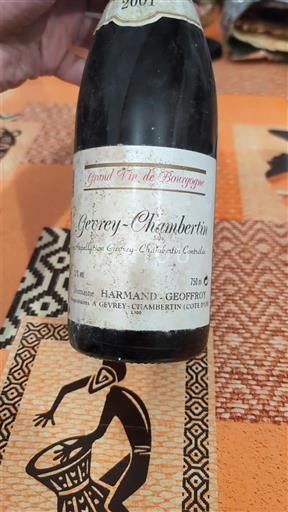 2001
Grand Vin de Bourgogne
Gevrey-Chambertin
Appellation Gevrey-Chambertin Contrôlée
750 ml
Domaine HARMAND-GEOFFROY
A GEVREY-CHAMBERTIN (CÔTE D'OR)